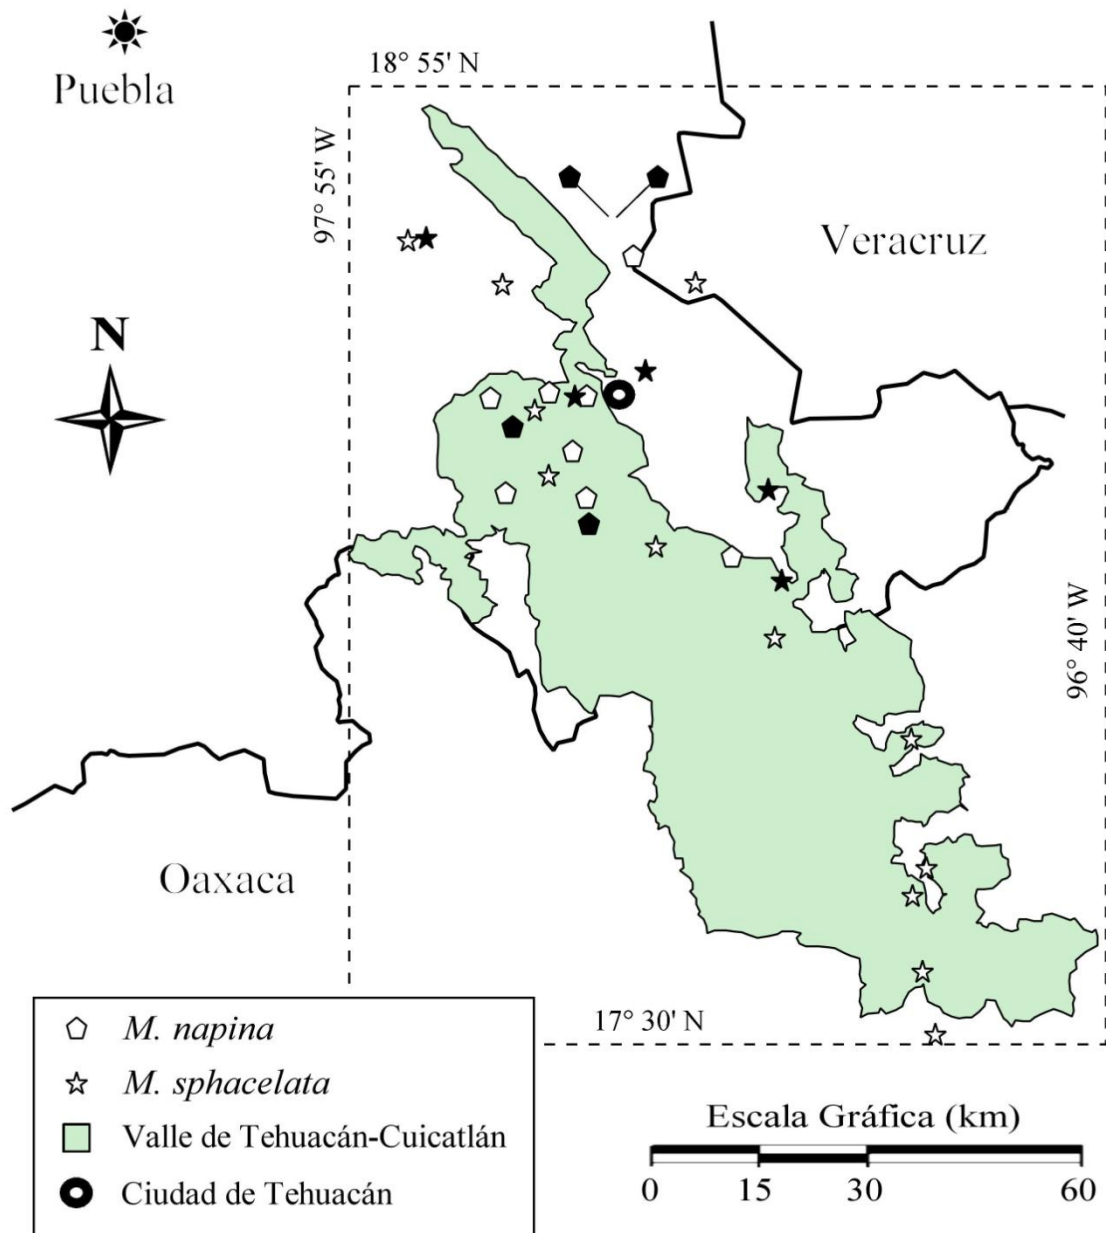 Puebla
18° 55' N
97° 55' W
Veracruz
N
96° 40' W
Oaxaca
17° 30' N
M. napina
M. sphacelata
Valle de Tehuacán-Cuicatlán
Ciudad de Tehuacán
Escala Gráfica (km)
0 15 30 60